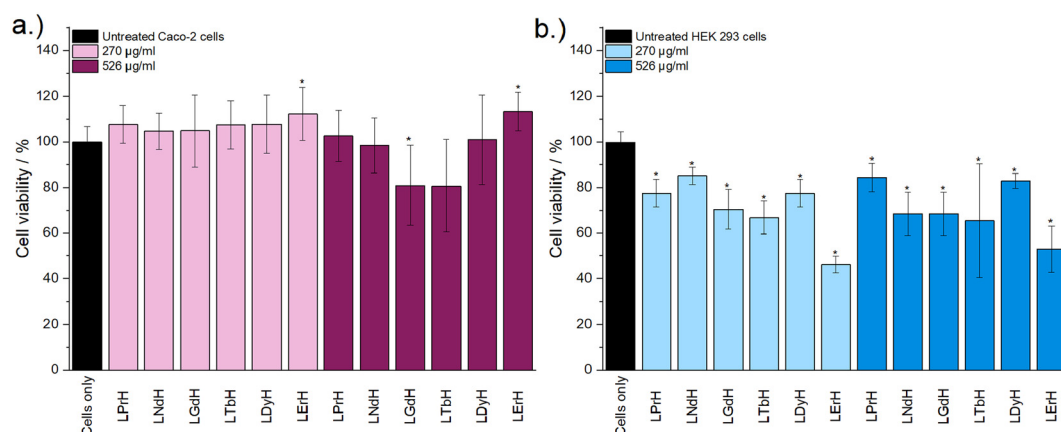 a.)
Untreated Caco-2 cells
270 µg/ml
526 µg/ml
Cell viability / %
140
120
100
80
60
40
20
0
* * *
Cells only LPrH LNdH LGdH LTbH LDyH LErH LPrH LNdH LGdH LTbH LDyH LErH
b.)
Untreated HEK 293 cells
270 µg/ml
526 µg/ml
Cell viability / %
140
120
100
80
60
40
20
0
* * * * * * * * * * * *
Cells only LPrH LNdH LGdH LTbH LDyH LErH LPrH LNdH LGdH LTbH LDyH LErH